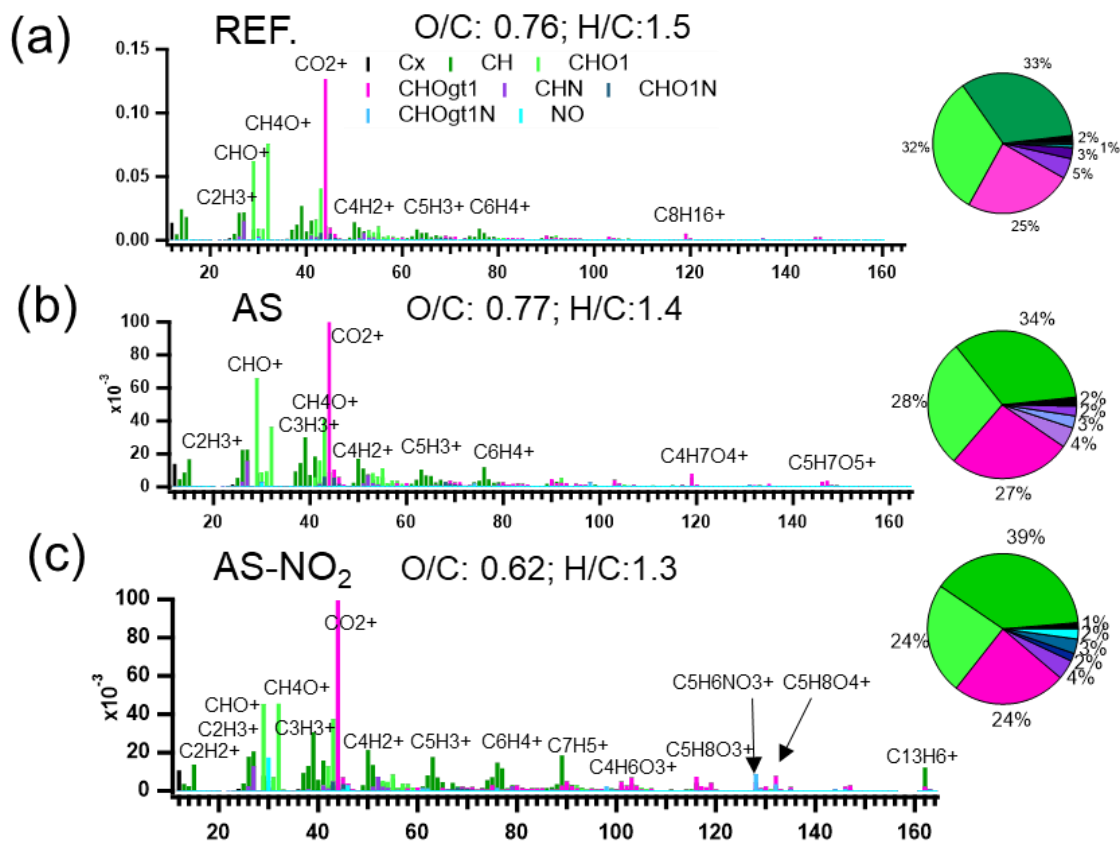 (a) REF. O/C: 0.76; H/C:1.5
Cx CH CHO1
CHOgt1 CHN CHO1N
CHOgt1N NO
0.15
0.10
0.05
0.00
CO2+
CH4O+
CHO+
C2H3+
C4H2+
C5H3+
C6H4+
C8H16+
20 40 60 80 100 120 140 160
33%
2%
1%
3%
5%
25%
32%
(b) AS O/C: 0.77; H/C:1.4
x10-3
100
80
60
40
20
0
CO2+
CHO+
CH4O+
C3H3+
C2H3+
C4H2+
C5H3+
C6H4+
C4H7O4+
C5H7O5+
20 40 60 80 100 120 140 160
34%
2%
2%
3%
4%
27%
28%
(c) AS-NO2 O/C: 0.62; H/C:1.3
x10-3
100
80
60
40
20
0
CO2+
CH4O+
CHO+
C2H3+
C3H3+
C2H2+
C4H2+
C5H3+
C6H4+
C7H5+
C5H6NO3+
C5H8O4+
C5H8O3+
C4H6O3+
C13H6+
20 40 60 80 100 120 140 160
39%
1%
2%
3%
2%
4%
24%
24%